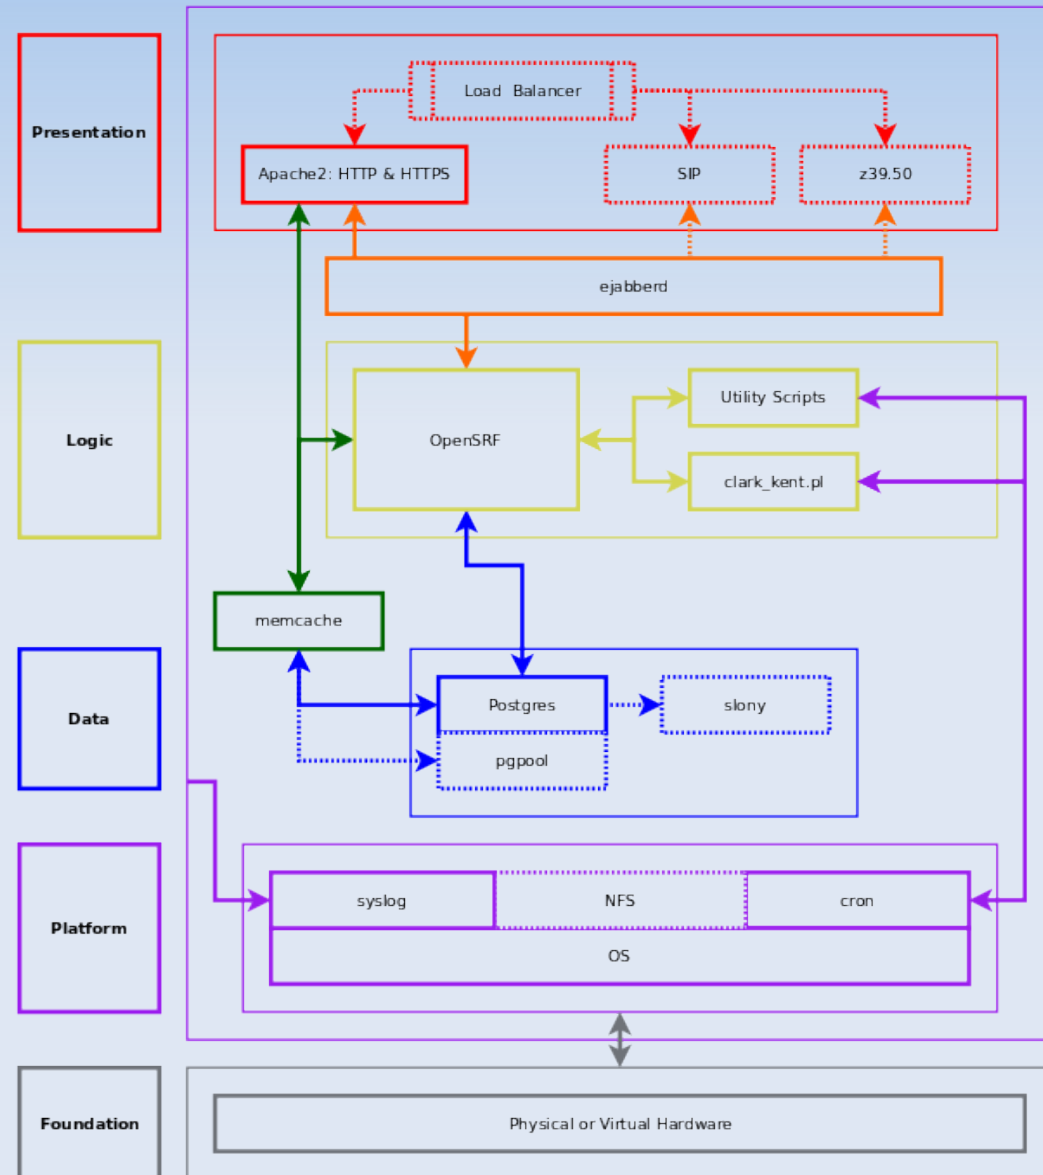 Load Balancer
Presentation
Apache2: HTTP & HTTPS
SIP
z39.50
ejabberd
Logic
OpenSRF
Utility Scripts
clark_kent.pl
memcache
Data
Postgres
slony
pgpool
Platform
syslog
NFS
cron
OS
Foundation
Physical or Virtual Hardware